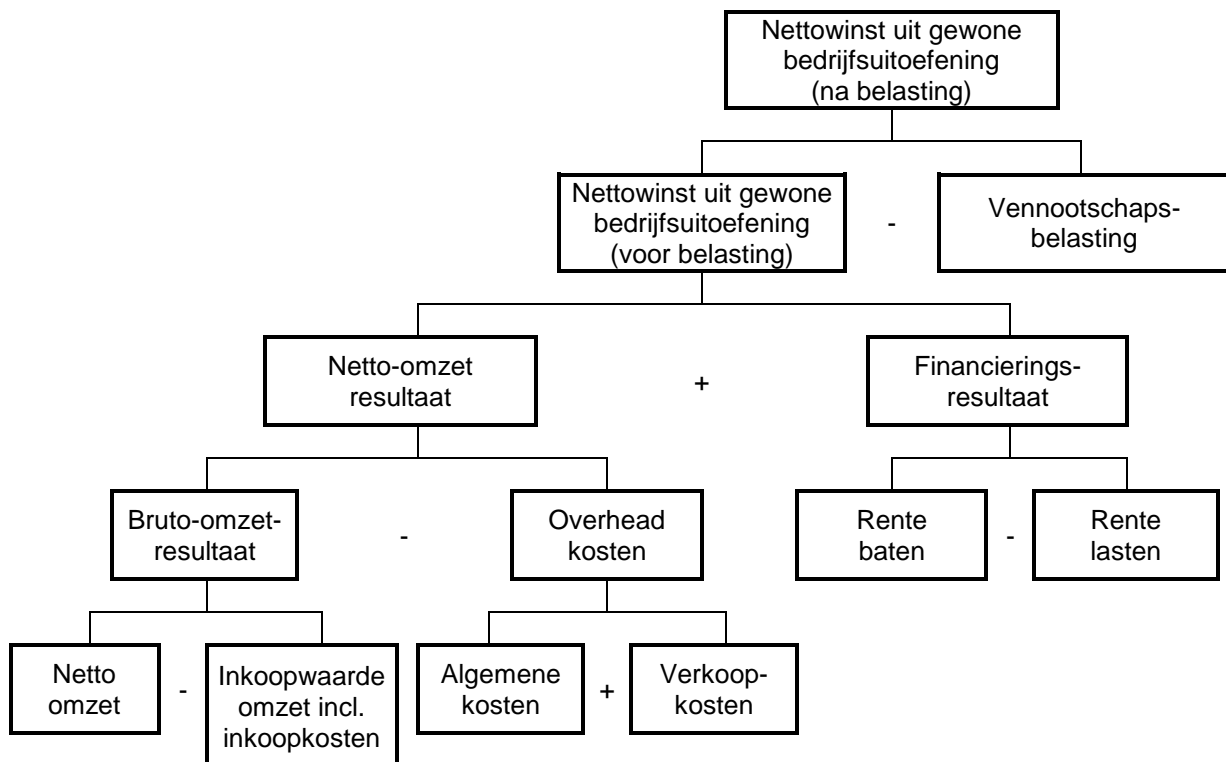 Nettowinst uit gewone
bedrijfsuitoefening
(na belasting)
Nettowinst uit gewone
bedrijfsuitoefening
(voor belasting)
-
Vennootschaps-
belasting
Netto-omzet
resultaat
+
Financierings-
resultaat
Bruto-omzet-
resultaat
-
Overhead
kosten
Rente
baten
-
Rente
lasten
Netto
omzet
-
Inkoopwaarde
omzet incl.
inkoopkosten
Algemene
kosten
+
Verkoop-
kosten